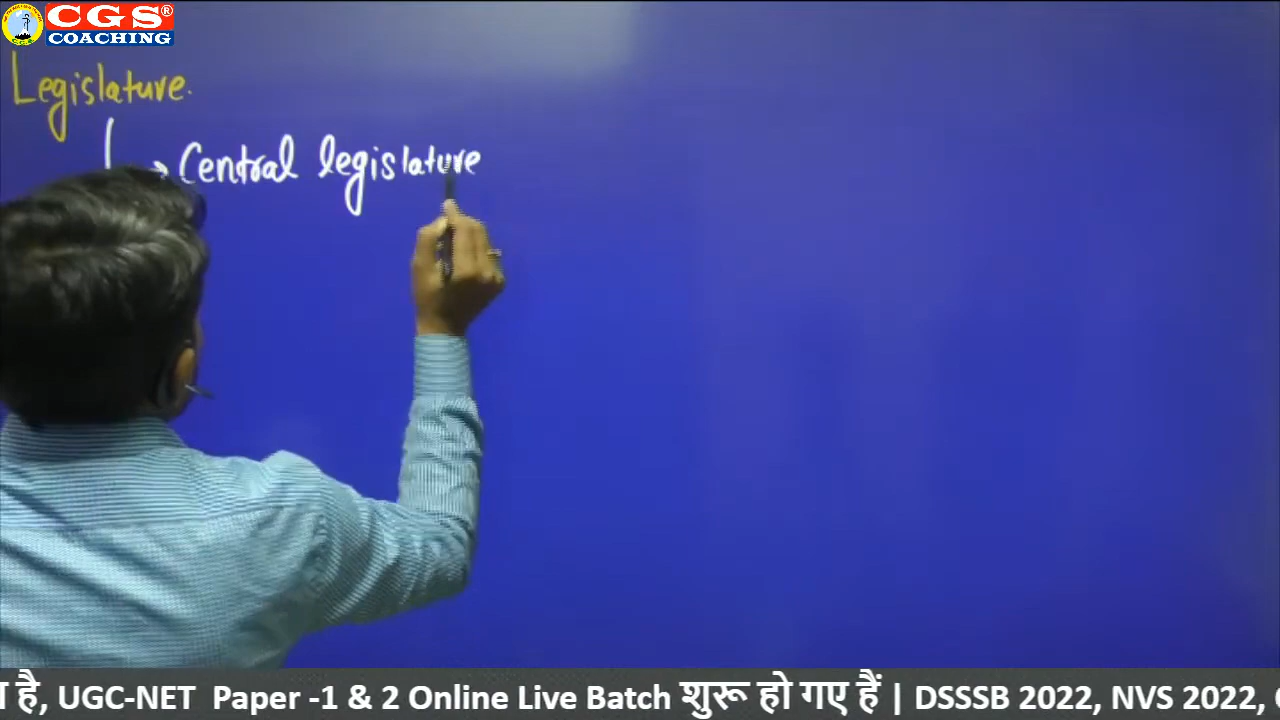 CGS®
COACHING
Legislature.
→ Central legislature
है, UGC-NET Paper -1 & 2 Online Live Batch शुरू हो गए हैं | DSSSB 2022, NVS 2022,